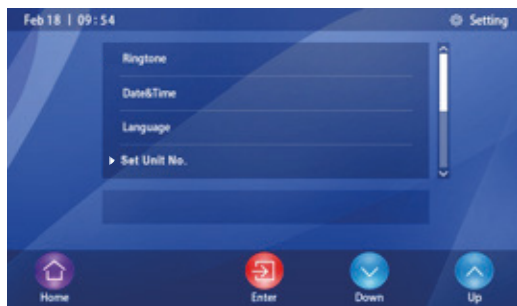 Feb 18 | 09:54 Setting
Ringtone
Date&Time
Language
Set Unit No.
Home Enter Down Up